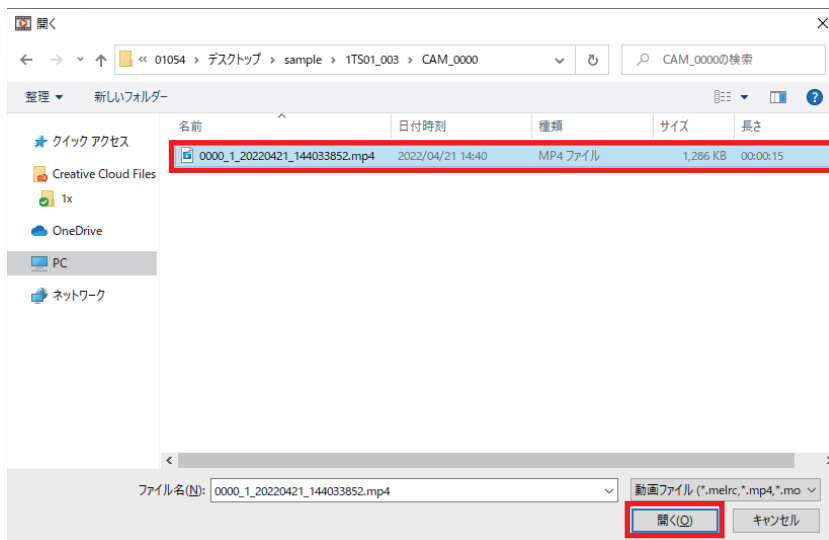 開く
« 01054 › デスクトップ › sample › 1TS01_003 › CAM_0000
CAM_0000の検索
整理 新しいフォルダー
名前 日付時刻 種類 サイズ 長さ
0000_1_20220421_144033852.mp4 2022/04/21 14:40 MP4 ファイル 1,286 KB 00:00:15
クイック アクセス
Creative Cloud Files
1x
OneDrive
PC
ネットワーク
ファイル名(N): 0000_1_20220421_144033852.mp4 動画ファイル (*.melrc,*.mp4,*.mo
開く(O) キャンセル